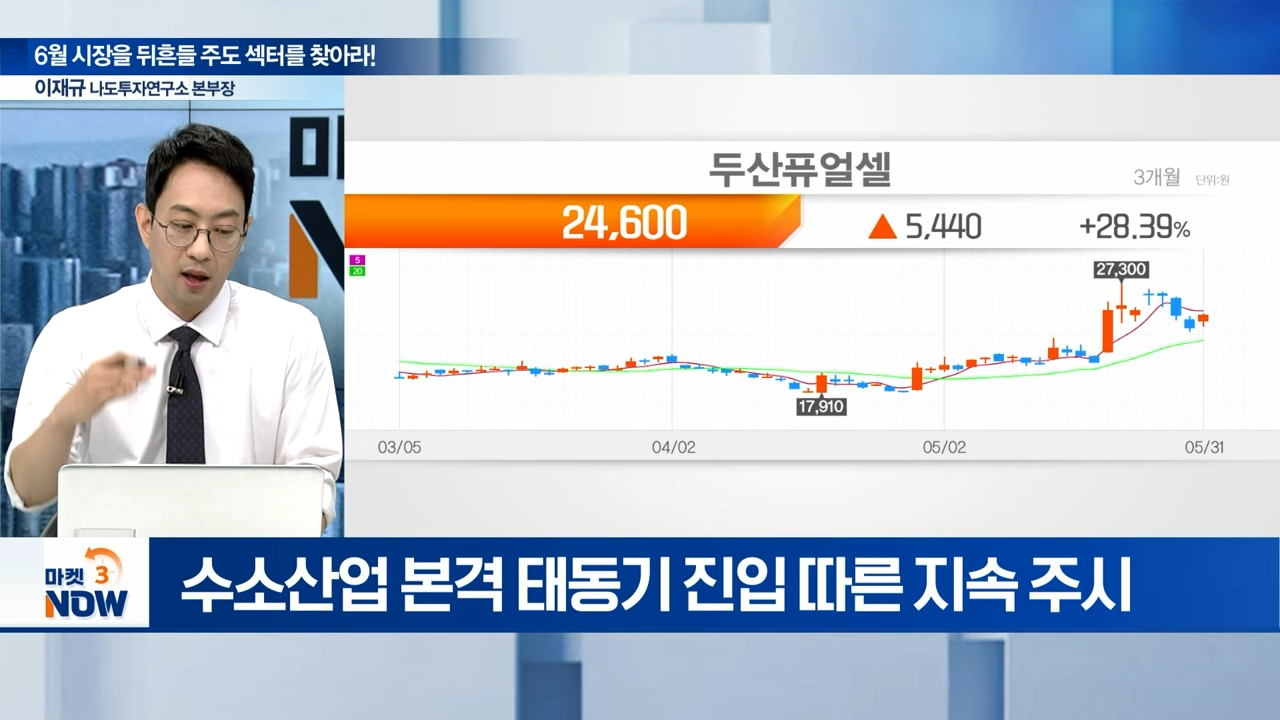 6월 시장을 뒤흔들 주도 섹터를 찾아라!
이재규 나도투자연구소 본부장
두산퓨얼셀
3개월 단위:원
24,600 ▲ 5,440 +28.39%
5
20
27,300
17,910
03/05 04/02 05/02 05/31
마켓 3
NOW
수소산업 본격 태동기 진입 따른 지속 주시